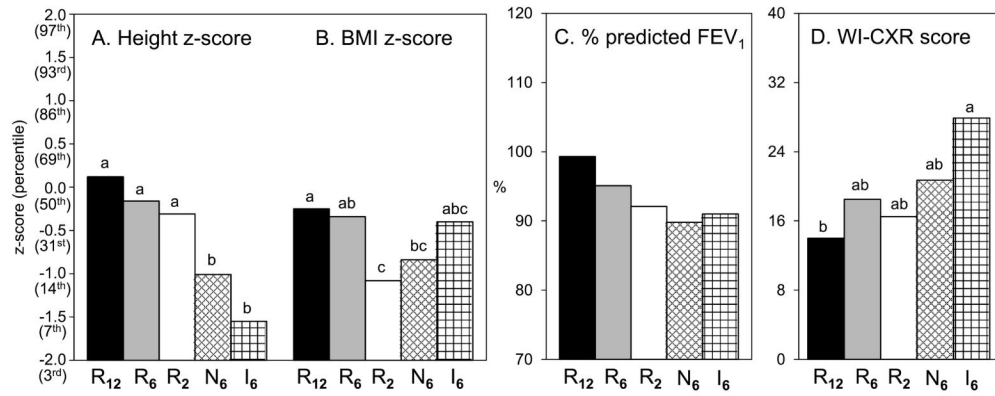 A. Height z-score
B. BMI z-score
z-score (percentile)
2.0
(97th)
1.5
(93rd)
1.0
(86th)
0.5
(69th)
0.0
(50th)
-0.5
(31st)
-1.0
(14th)
-1.5
(7th)
-2.0
(3rd)
a
a
a
b
b
a
ab
c
bc
abc
R12 R6 R2 N6 I6
R12 R6 R2 N6 I6
C. % predicted FEV1
%
120
110
100
90
80
70
R12 R6 R2 N6 I6
D. WI-CXR score
40
32
24
16
8
0
b
ab
ab
ab
a
R12 R6 R2 N6 I6